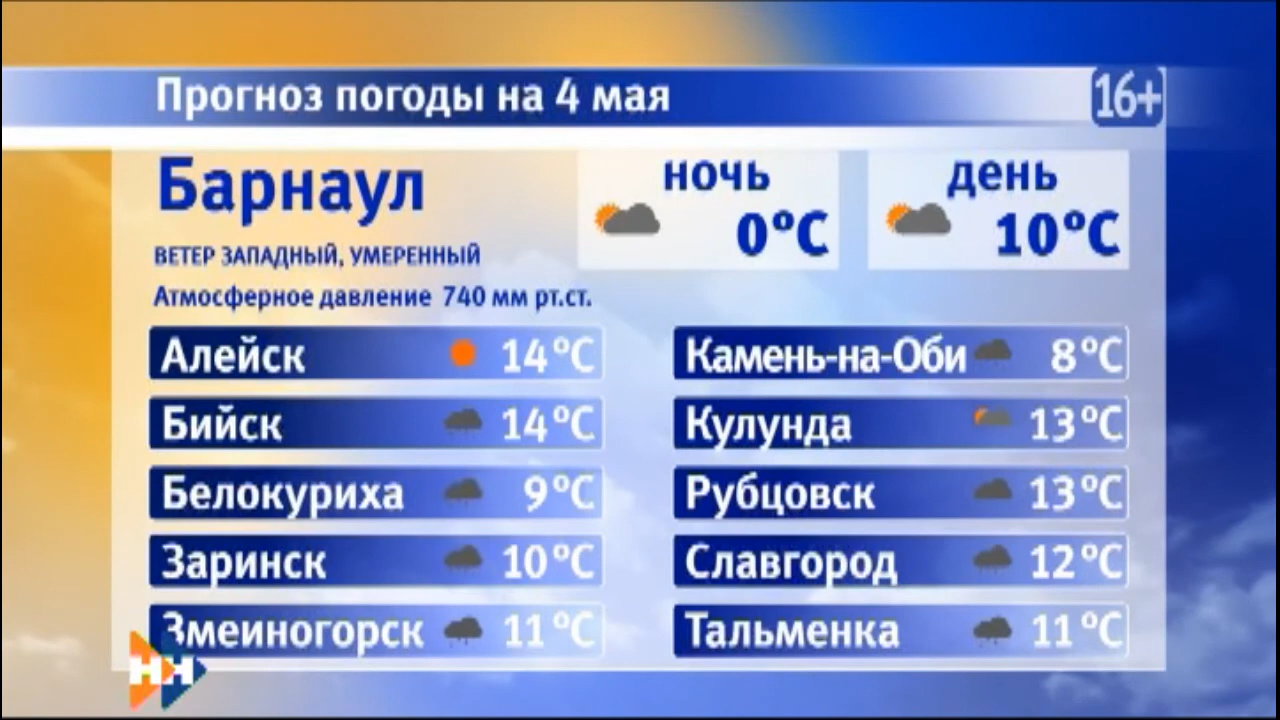 Прогноз погоды на 4 мая
16+
Барнаул
ВЕТЕР ЗАПАДНЫЙ, УМЕРЕННЫЙ
Атмосферное давление 740 мм рт.ст.
ночь
0°C
день
10°C
Алейск 14°C
Бийск 14°C
Белокуриха 9°C
Заринск 10°C
Змеиногорск 11°C
Камень-на-Оби 8°C
Кулунда 13°C
Рубцовск 13°C
Славгород 12°C
Тальменка 11°C
НН